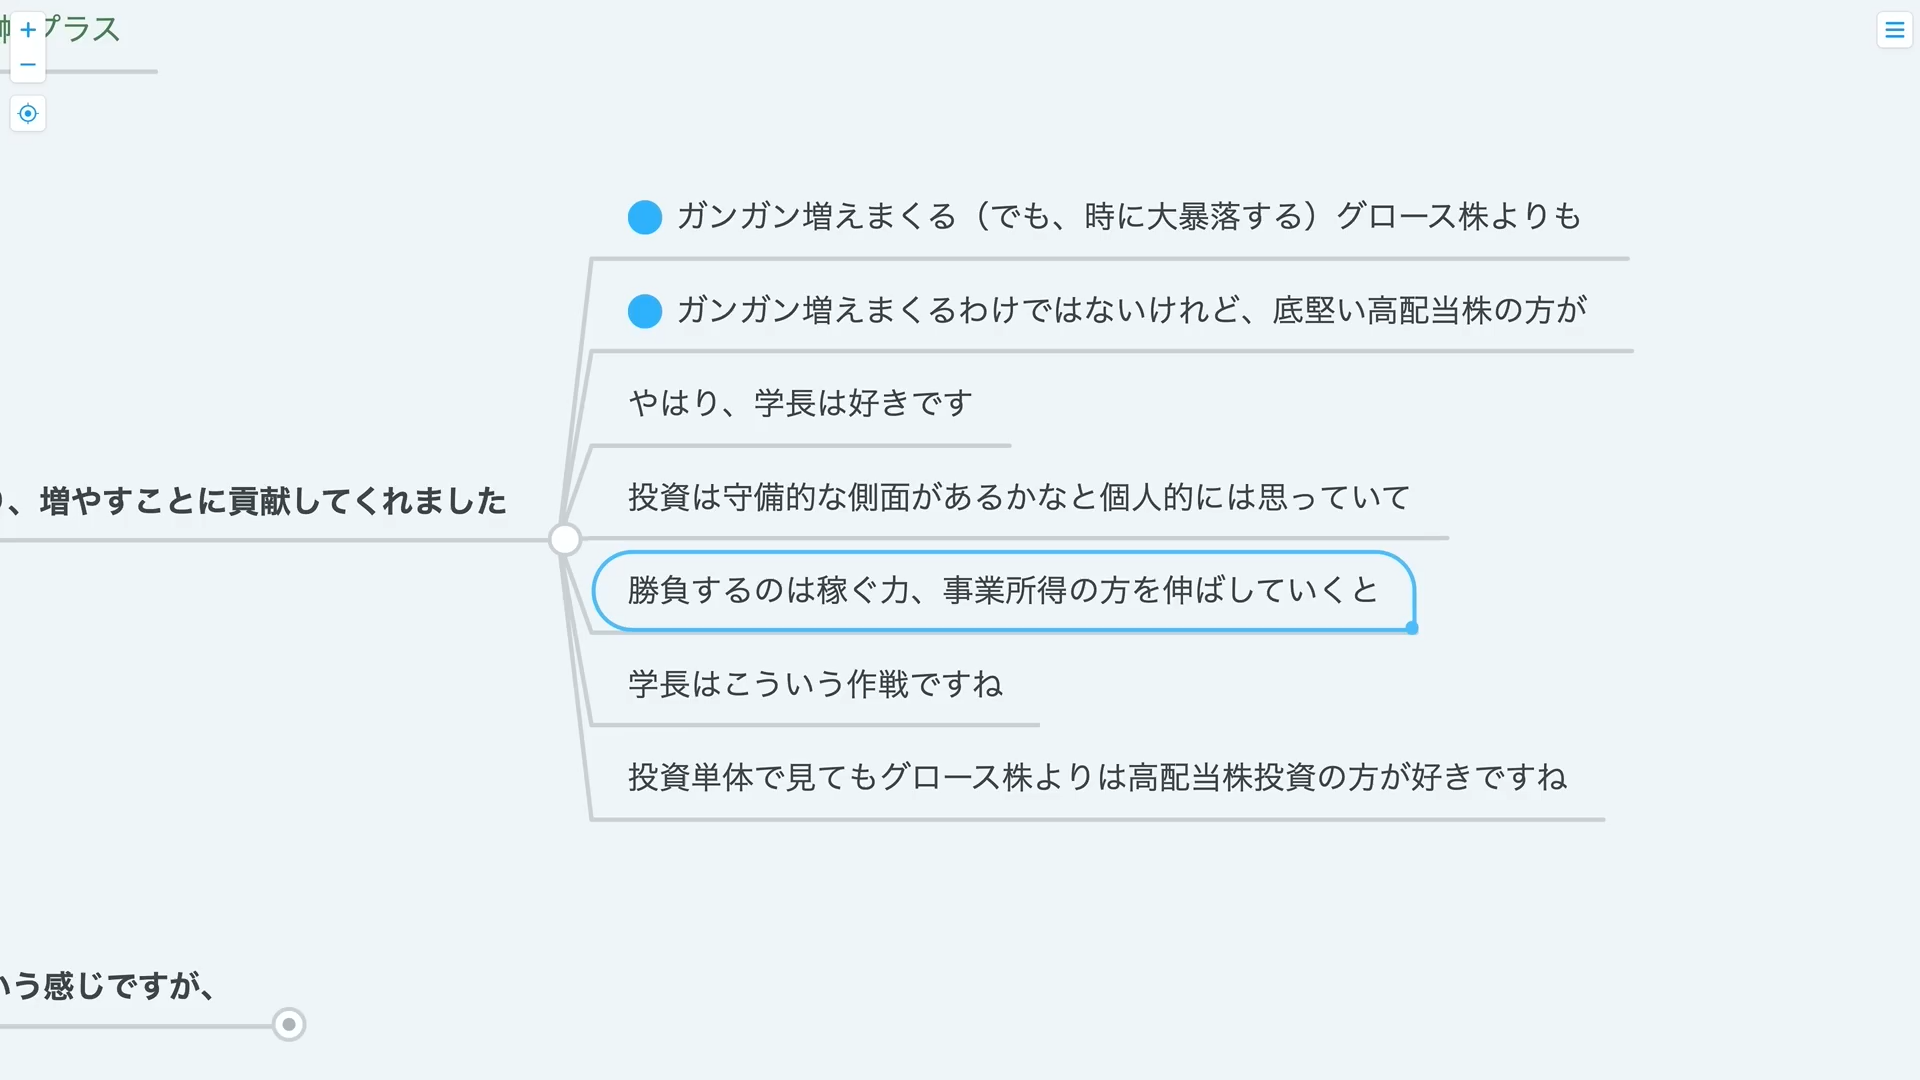 プラス
ガンガン増えまくる（でも、時に大暴落する）グロース株よりも
ガンガン増えまくるわけではないけれど、底堅い高配当株の方が
やはり、学長は好きです
投資は守備的な側面があるかなと個人的には思っていて
、増やすことに貢献してくれました
勝負するのは稼ぐ力、事業所得の方を伸ばしていくと
学長はこういう作戦ですね
投資単体で見てもグロース株よりは高配当株投資の方が好きですね
いう感じですが、